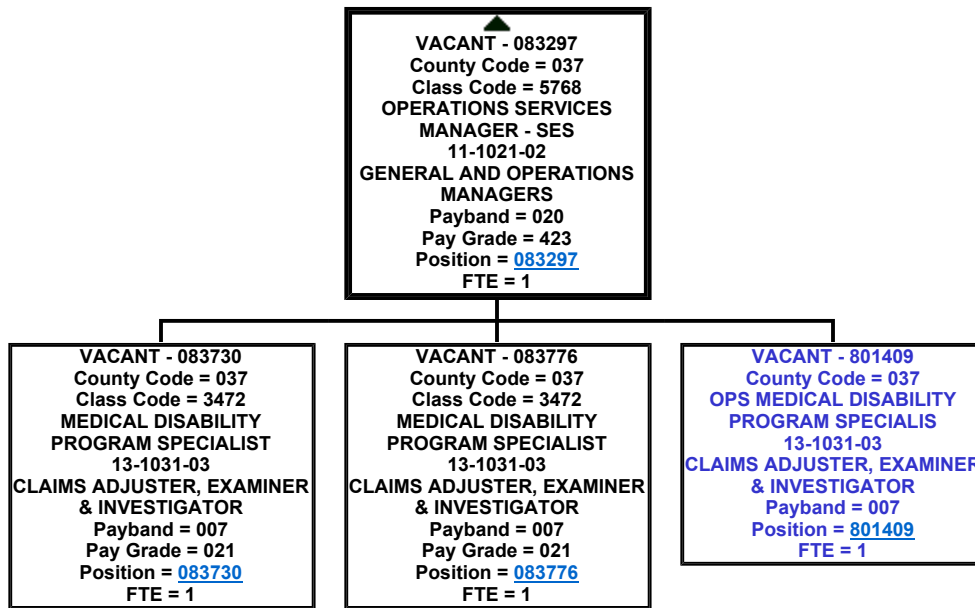 VACANT - 083297
County Code = 037
Class Code = 5768
OPERATIONS SERVICES
MANAGER - SES
11-1021-02
GENERAL AND OPERATIONS
MANAGERS
Payband = 020
Pay Grade = 423
Position = 083297
FTE = 1
VACANT - 083730
County Code = 037
Class Code = 3472
MEDICAL DISABILITY
PROGRAM SPECIALIST
13-1031-03
CLAIMS ADJUSTER, EXAMINER
& INVESTIGATOR
Payband = 007
Pay Grade = 021
Position = 083730
FTE = 1
VACANT - 083776
County Code = 037
Class Code = 3472
MEDICAL DISABILITY
PROGRAM SPECIALIST
13-1031-03
CLAIMS ADJUSTER, EXAMINER
& INVESTIGATOR
Payband = 007
Pay Grade = 021
Position = 083776
FTE = 1
VACANT - 801409
County Code = 037
OPS MEDICAL DISABILITY
PROGRAM SPECIALIS
13-1031-03
CLAIMS ADJUSTER, EXAMINER
& INVESTIGATOR
Payband = 007
Position = 801409
FTE = 1